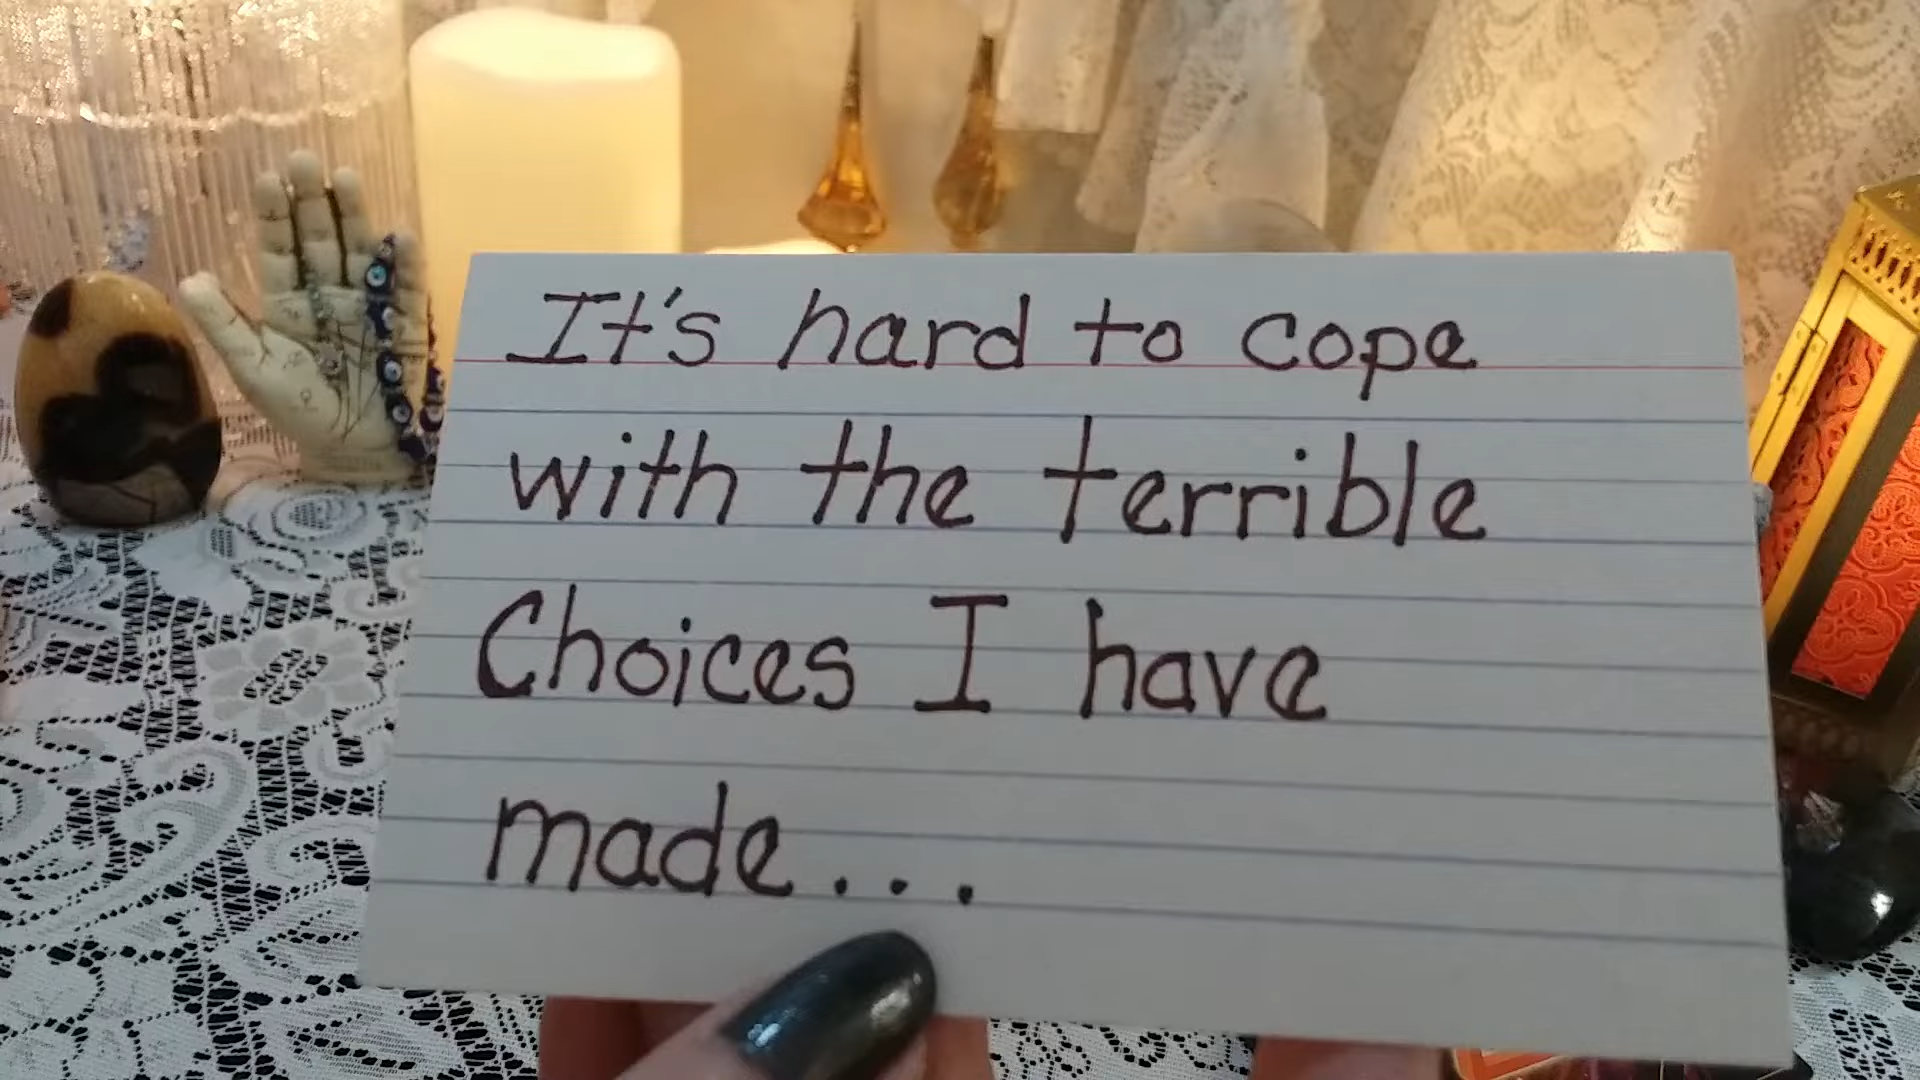 It's hard to cope
with the terrible
Choices I have
made...